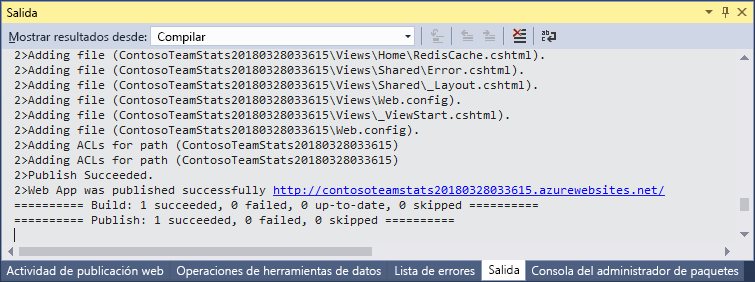 Salida
Mostrar resultados desde: Compilar
2>Adding file (ContosoTeamStats20180328033615\Views\Home\RedisCache.cshtml).
2>Adding file (ContosoTeamStats20180328033615\Views\Shared\Error.cshtml).
2>Adding file (ContosoTeamStats20180328033615\Views\Shared\_Layout.cshtml).
2>Adding file (ContosoTeamStats20180328033615\Views\Web.config).
2>Adding file (ContosoTeamStats20180328033615\Views\_ViewStart.cshtml).
2>Adding file (ContosoTeamStats20180328033615\Web.config).
2>Adding ACLs for path (ContosoTeamStats20180328033615)
2>Adding ACLs for path (ContosoTeamStats20180328033615)
2>Publish Succeeded.
2>Web App was published successfully http://contosoteamstats20180328033615.azurewebsites.net/
========== Build: 1 succeeded, 0 failed, 0 up-to-date, 0 skipped ==========
========== Publish: 1 succeeded, 0 failed, 0 skipped ==========
Actividad de publicación web Operaciones de herramientas de datos Lista de errores Salida Consola del administrador de paquetes